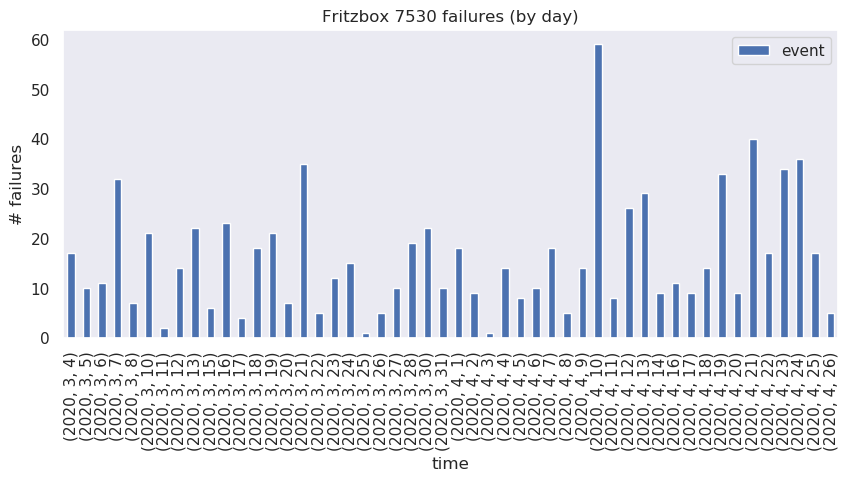 Fritzbox 7530 failures (by day)
event
# failures
60
50
40
30
20
10
0
(2020, 3, 4)
(2020, 3, 5)
(2020, 3, 6)
(2020, 3, 7)
(2020, 3, 8)
(2020, 3, 10)
(2020, 3, 11)
(2020, 3, 12)
(2020, 3, 13)
(2020, 3, 15)
(2020, 3, 16)
(2020, 3, 17)
(2020, 3, 18)
(2020, 3, 19)
(2020, 3, 20)
(2020, 3, 21)
(2020, 3, 22)
(2020, 3, 23)
(2020, 3, 24)
(2020, 3, 25)
(2020, 3, 26)
(2020, 3, 27)
(2020, 3, 28)
(2020, 3, 30)
(2020, 3, 31)
(2020, 4, 1)
(2020, 4, 2)
(2020, 4, 3)
(2020, 4, 4)
(2020, 4, 5)
(2020, 4, 6)
(2020, 4, 7)
(2020, 4, 8)
(2020, 4, 9)
(2020, 4, 10)
(2020, 4, 11)
(2020, 4, 12)
(2020, 4, 13)
(2020, 4, 14)
(2020, 4, 16)
(2020, 4, 17)
(2020, 4, 18)
(2020, 4, 19)
(2020, 4, 20)
(2020, 4, 21)
(2020, 4, 22)
(2020, 4, 23)
(2020, 4, 24)
(2020, 4, 25)
(2020, 4, 26)
time